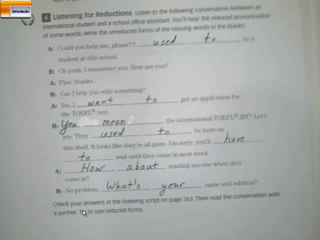 6 Listening for Reductions Listen to the following conversation between an
international student and a school office assistant. You'll hear the reduced pronunciation
of some words. Write the unreduced forms of the missing words in the blanks.
A: Could you help me, please? I used to be a
student at this school.
B: Oh yeah, I remember you. How are you?
A: Fine, thanks.
B: Can I help you with something?
A: Yes, I want to get an application for
the TOEFL test.
B: You mean the international TOEFL iBT? Let's
see. They used to be here on
this shelf. It looks like they're all gone. I'm sorry, you'll have
to wait until they come in next week.
A: How about sending me one when they
come in?
B: No problem. What's your name and address?
Check your answers in the listening script on page 263. Then read the conversation with
a partner. Try to use reduced forms.